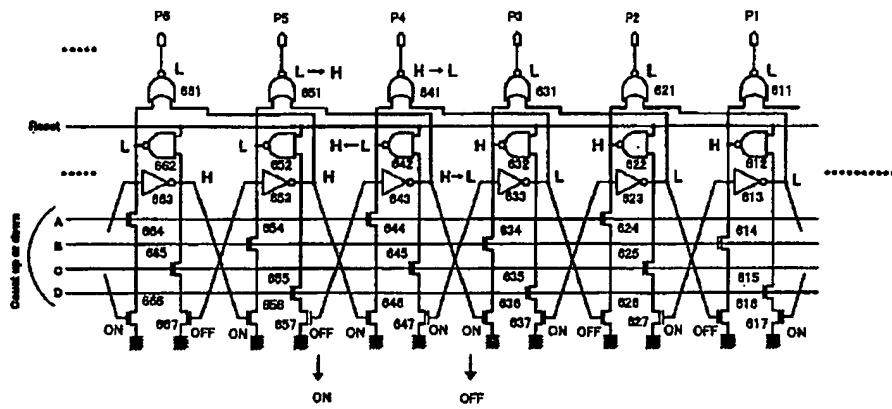 P6 P5 P4 P3 P2 P1
L L → H H → L L L L
681 651 641 631 621 611
Reset
L L H ← L H H H
662 652 642 632 622 612
H H H → L L L L
663 653 643 633 623 613
Count up or down
A
664 654 644 634 624 614
B
665 645 625
C
655 635 615
D
666 656 646 636 626 616
667 657 647 637 627 617
ON OFF ON OFF ON ON ON ON OFF ON OFF ON
ON OFF